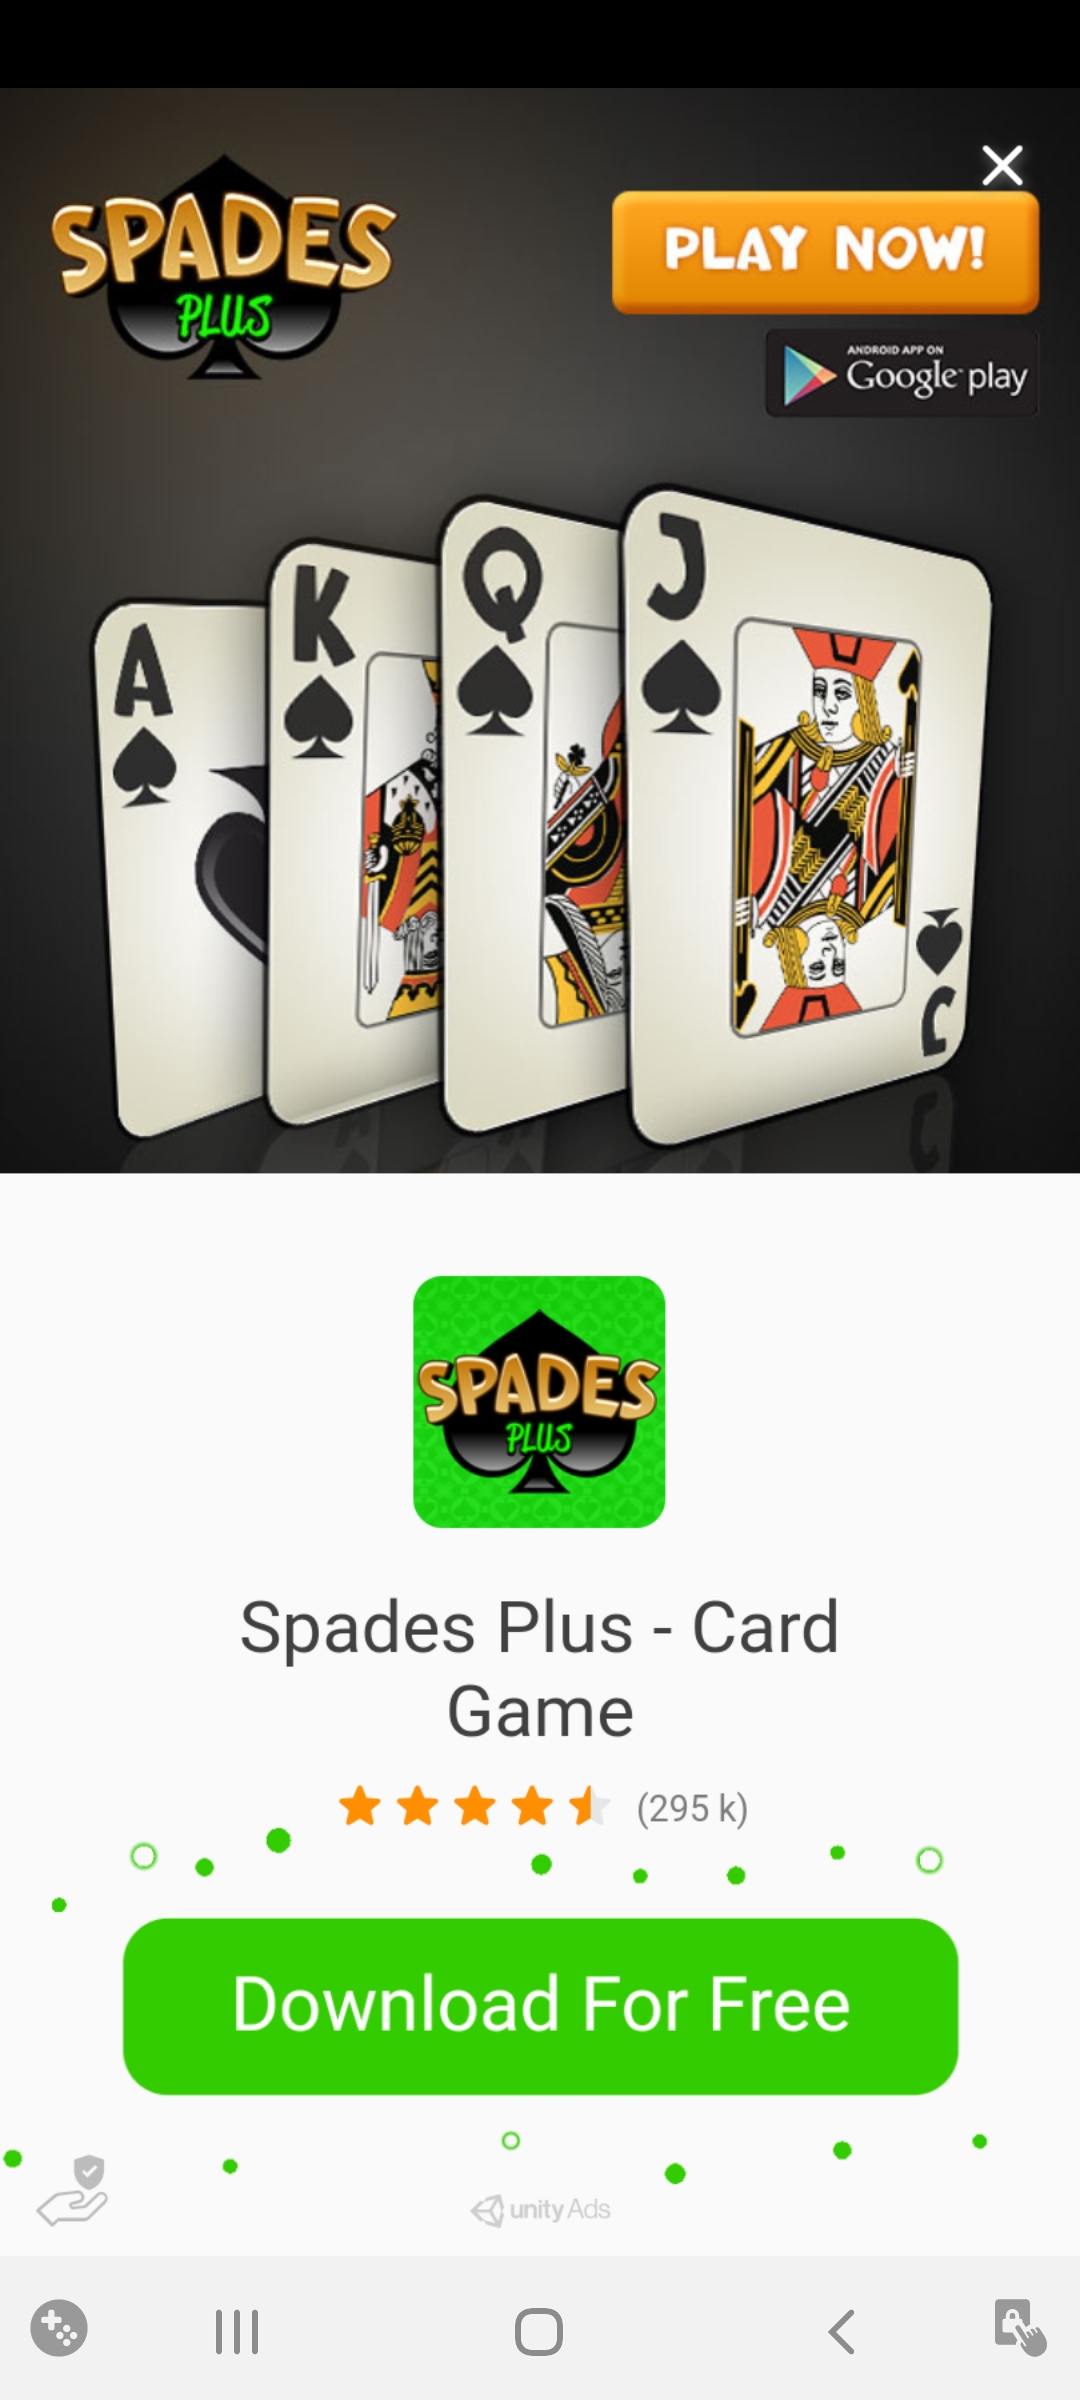 SPADES
PLUS
PLAY NOW!
ANDROID APP ON
Google play
A
K
Q
J
J
SPADES
PLUS
Spades Plus - Card
Game
(295 k)
Download For Free
unity Ads